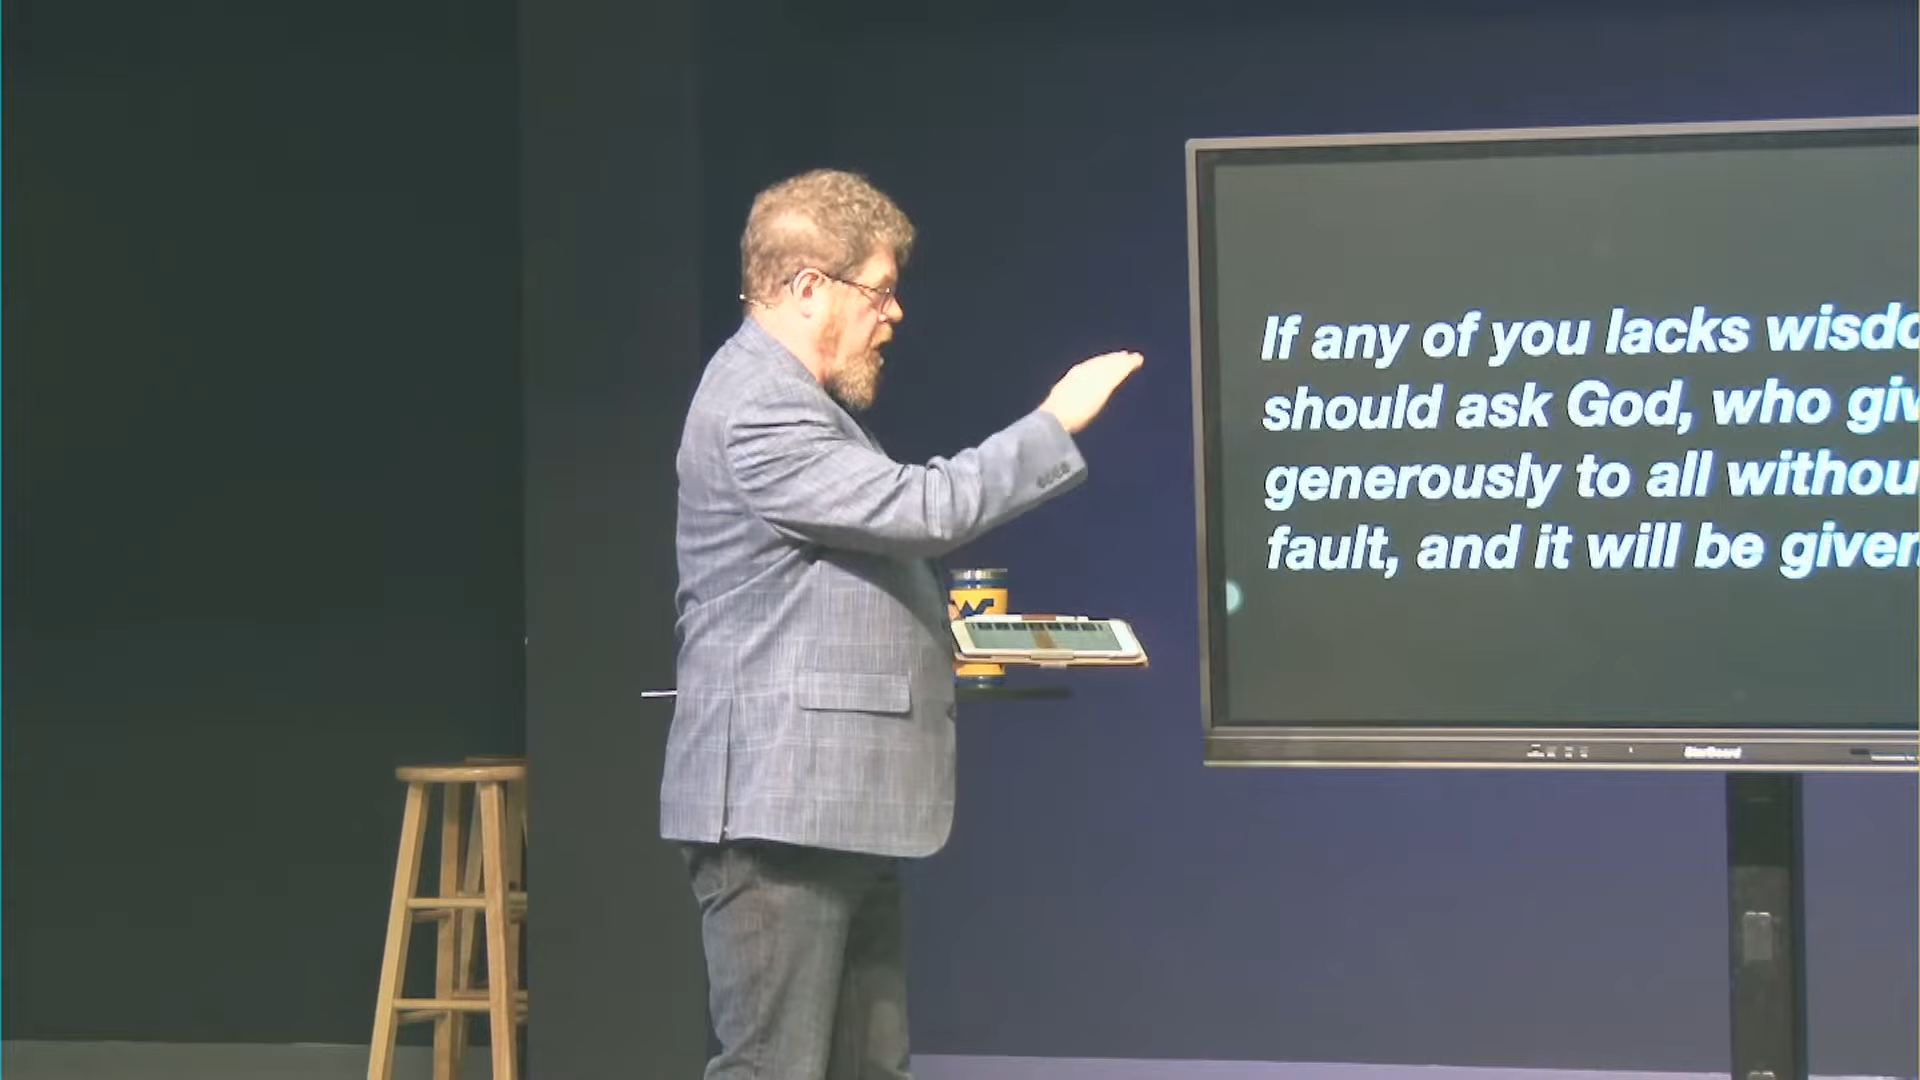 If any of you lacks wisdo
should ask God, who giv
generously to all withou
fault, and it will be given
StarBoard